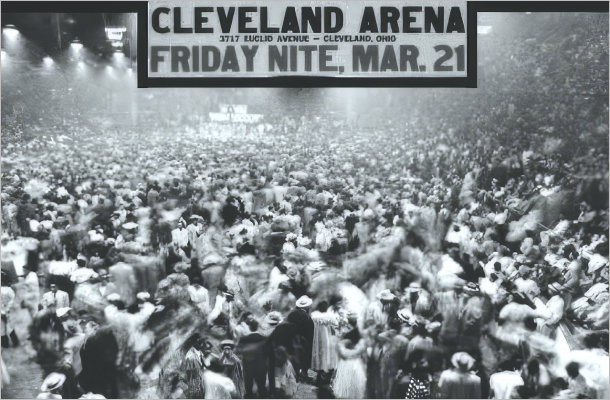 CLEVELAND ARENA
3717 EUCLID AVENUE – CLEVELAND, OHIO
FRIDAY NITE, MAR. 21